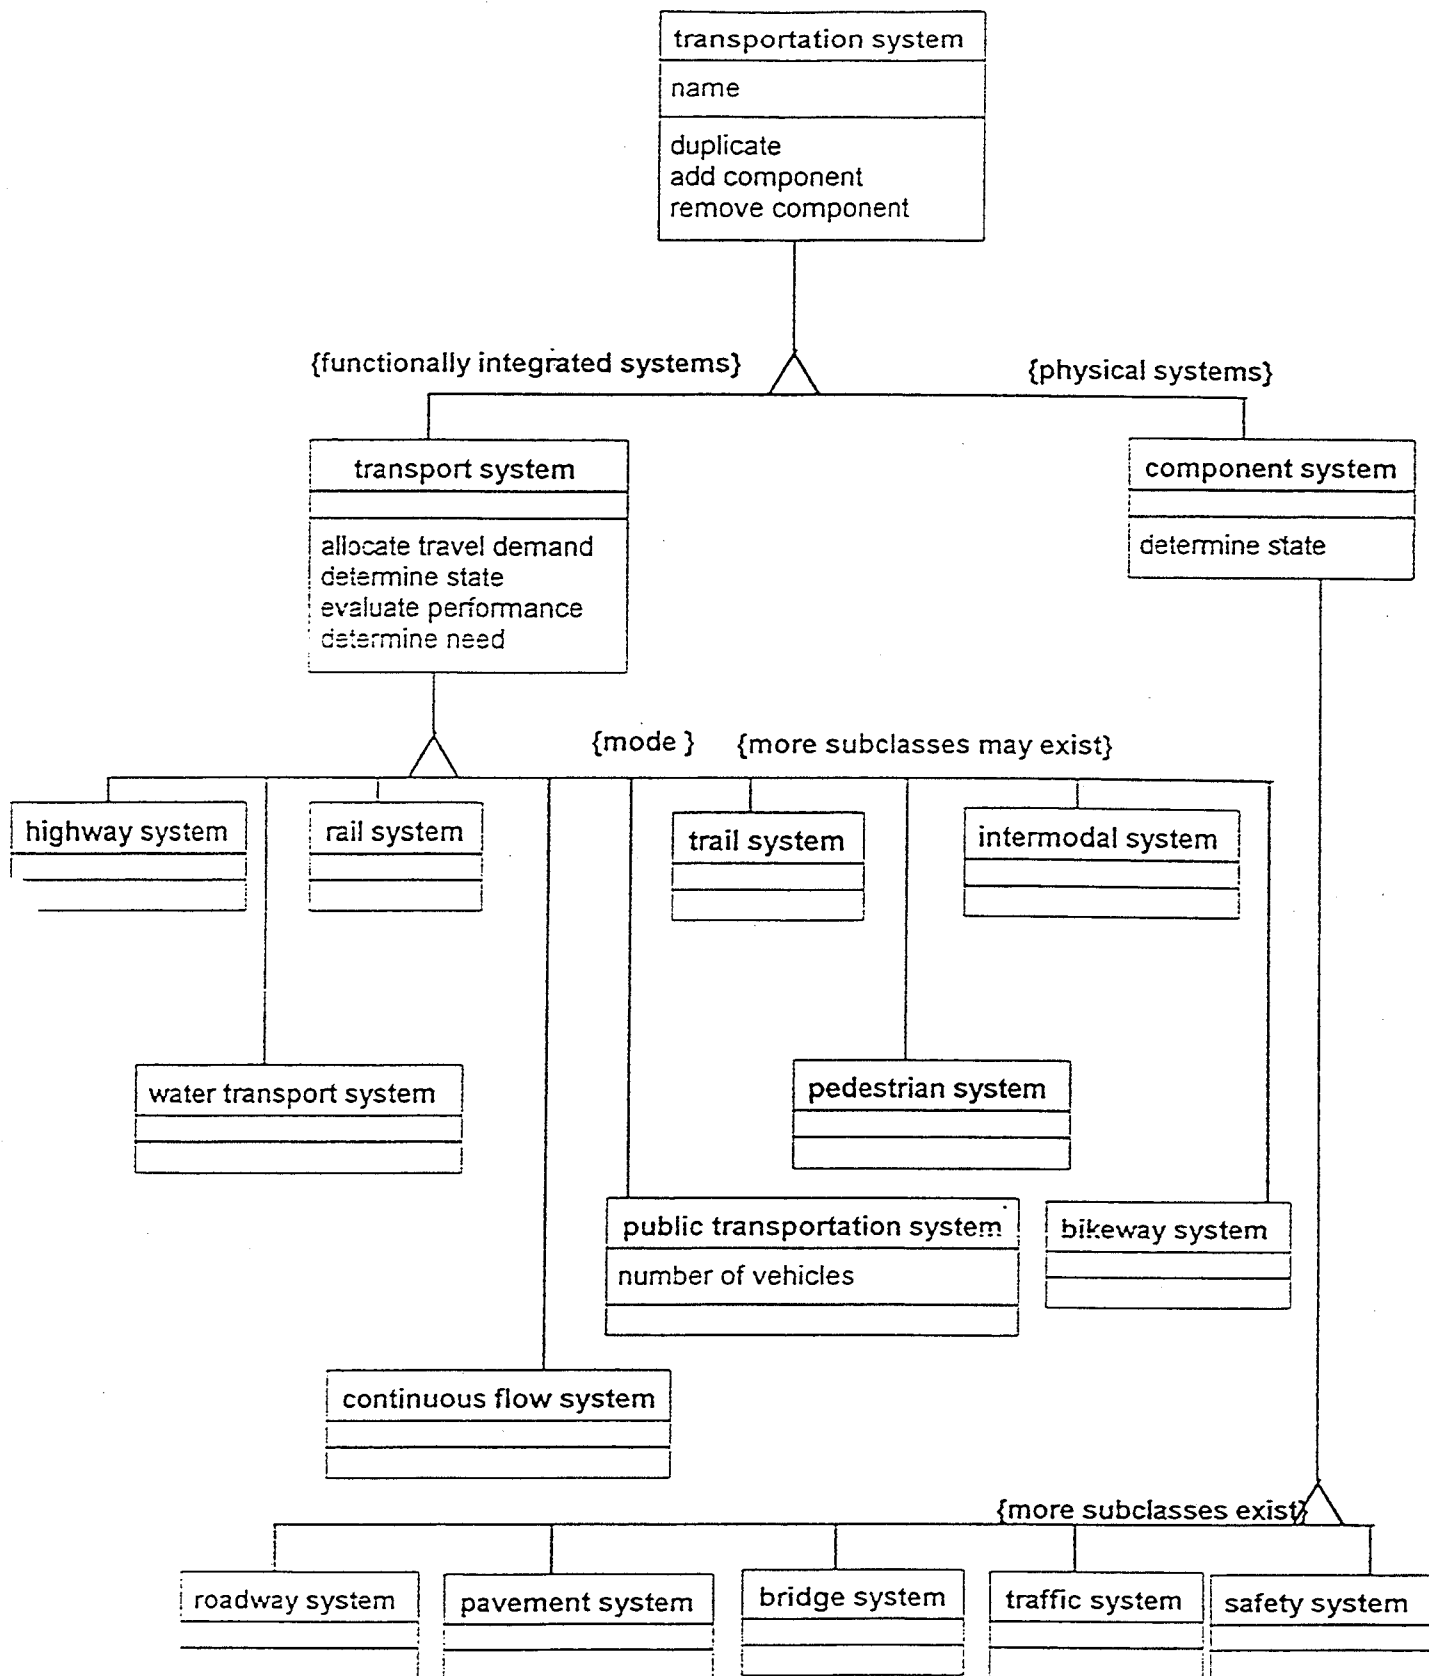 transportation system
name
duplicate
add component
remove component
{functionally integrated systems}
{physical systems}
transport system
allocate travel demand
determine state
evaluate performance
determine need
component system
determine state
{mode }
{more subclasses may exist}
highway system
rail system
trail system
intermodal system
water transport system
pedestrian system
public transportation system
number of vehicles
bikeway system
continuous flow system
{more subclasses exist}
roadway system
pavement system
bridge system
traffic system
safety system